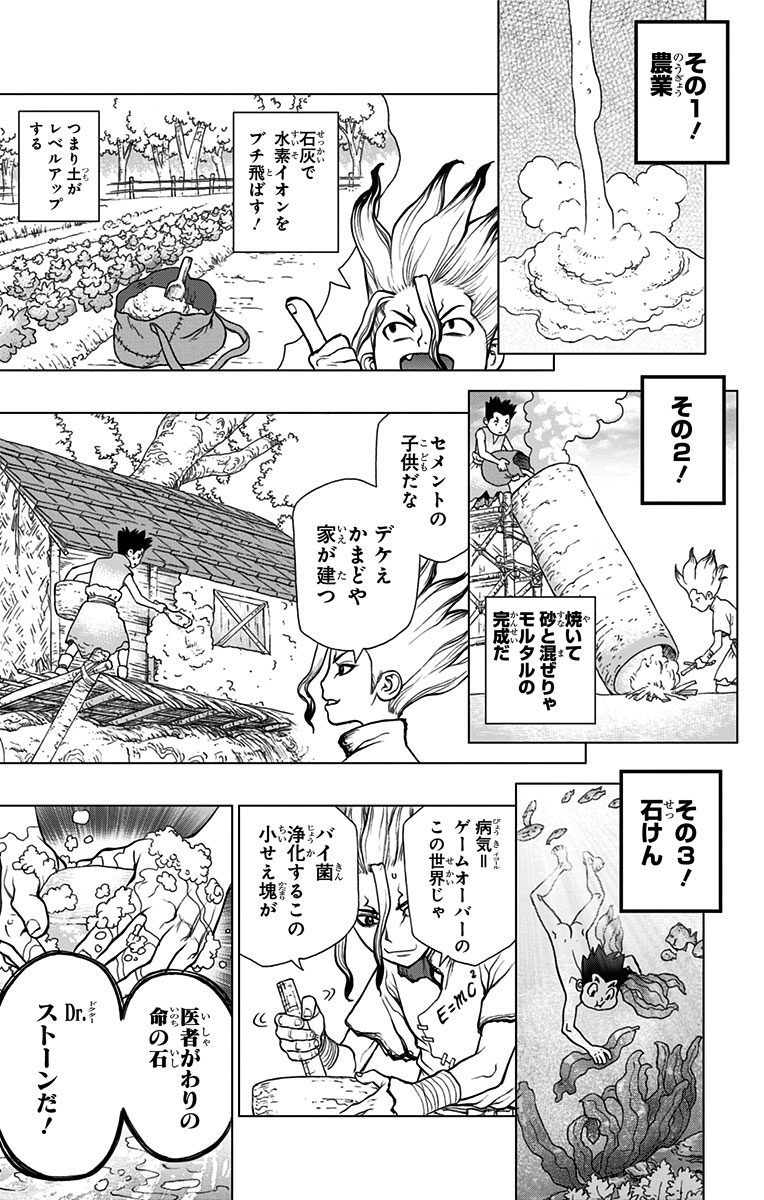 その1！
農業
石灰で
水素イオンを
ブチ飛ばす！
つまり土が
レベルアップ
する
その2！
焼いて
砂と混ぜりゃ
モルタルの
完成だ
セメントの
子供だな
デケえ
かまどや
家が建つ
その3！
石けん
病気＝
ゲームオーバーの
この世界じゃ
バイ菌
浄化するこの
小せえ塊が
E=mc²
医者がわりの
命の石
Dr.
ストーンだ！